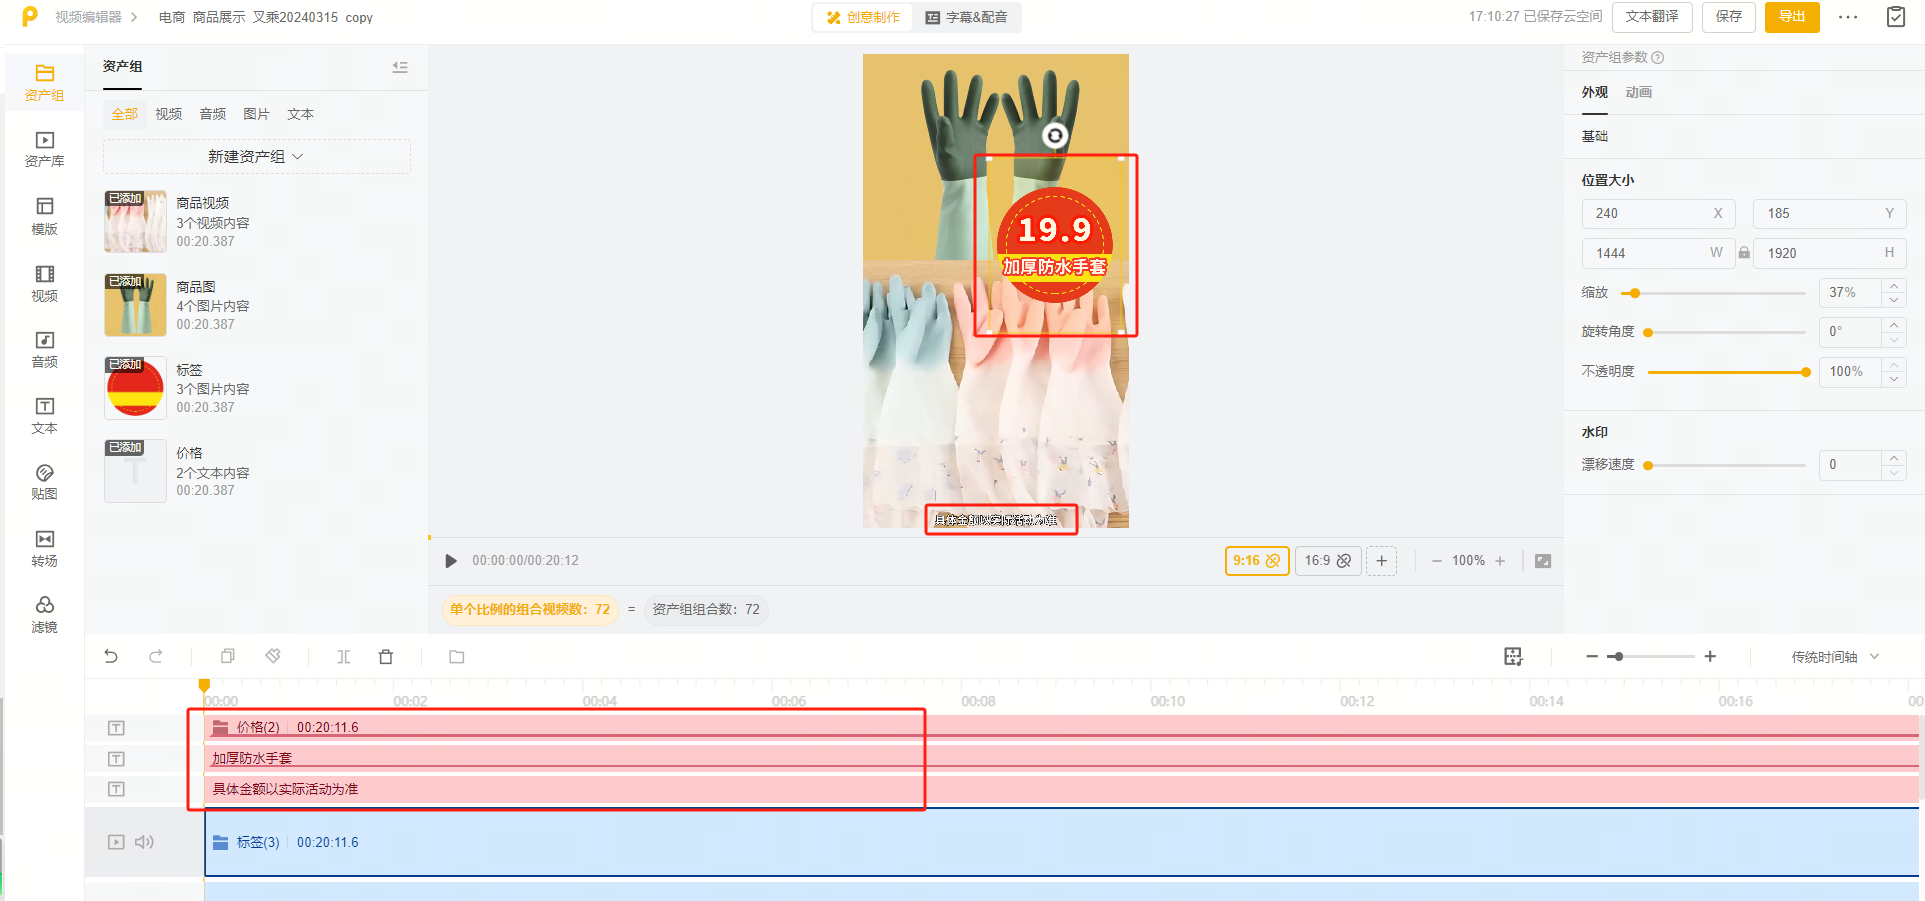 视频编辑器 > 电商 商品展示 叉乘20240315 copy
创意制作 字幕&配音
17:10:27 已保存云空间 文本翻译 保存 导出 ···
资产组
资产库
模版
视频
音频
文本
贴图
转场
滤镜
资产组
全部 视频 音频 图片 文本
新建资产组
已添加
商品视频
3个视频内容
00:20.387
已添加
商品图
4个图片内容
00:20.387
已添加
标签
3个图片内容
00:20.387
已添加
价格
2个文本内容
00:20.387
19.9
加厚防水手套
具体金额以实际活动为准
00:00:00/00:20:12
9:16 16:9 + − 100% +
单个比例的组合视频数：72 = 资产组组合数：72
资产组参数
外观 动画
基础
位置大小
240 X 185 Y
1444 W 1920 H
缩放 37%
旋转角度 0°
不透明度 100%
水印
漂移速度 0
传统时间轴
00:00 00:02 00:04 00:06 00:08 00:10 00:12 00:14 00:16 00
价格(2) 00:20:11.6
加厚防水手套
具体金额以实际活动为准
标签(3) 00:20:11.6